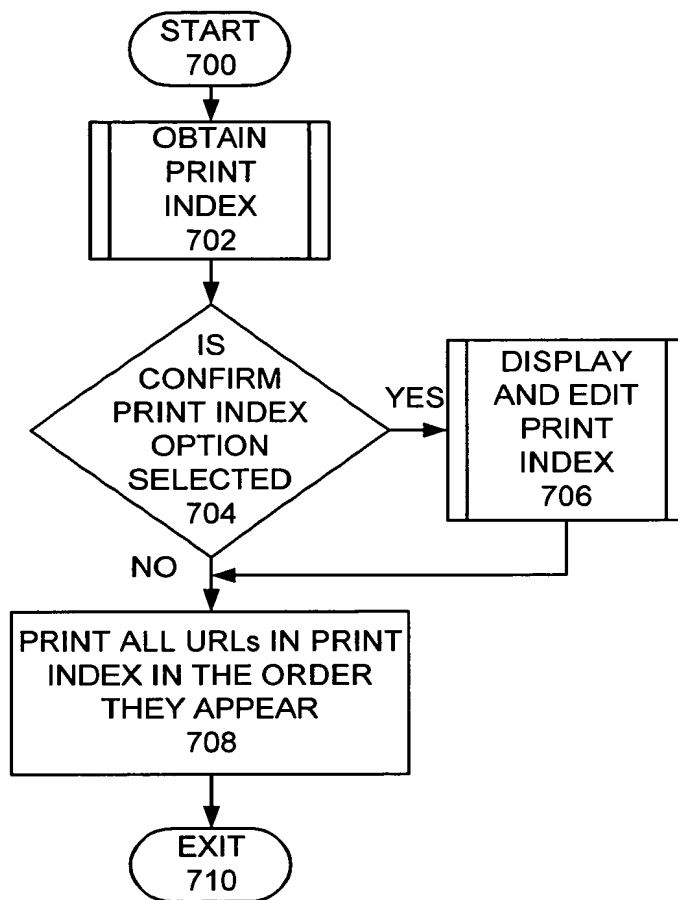 START
700
OBTAIN
PRINT
INDEX
702
IS
CONFIRM
PRINT INDEX
OPTION
SELECTED
704
YES
DISPLAY
AND EDIT
PRINT
INDEX
706
NO
PRINT ALL URLs IN PRINT
INDEX IN THE ORDER
THEY APPEAR
708
EXIT
710